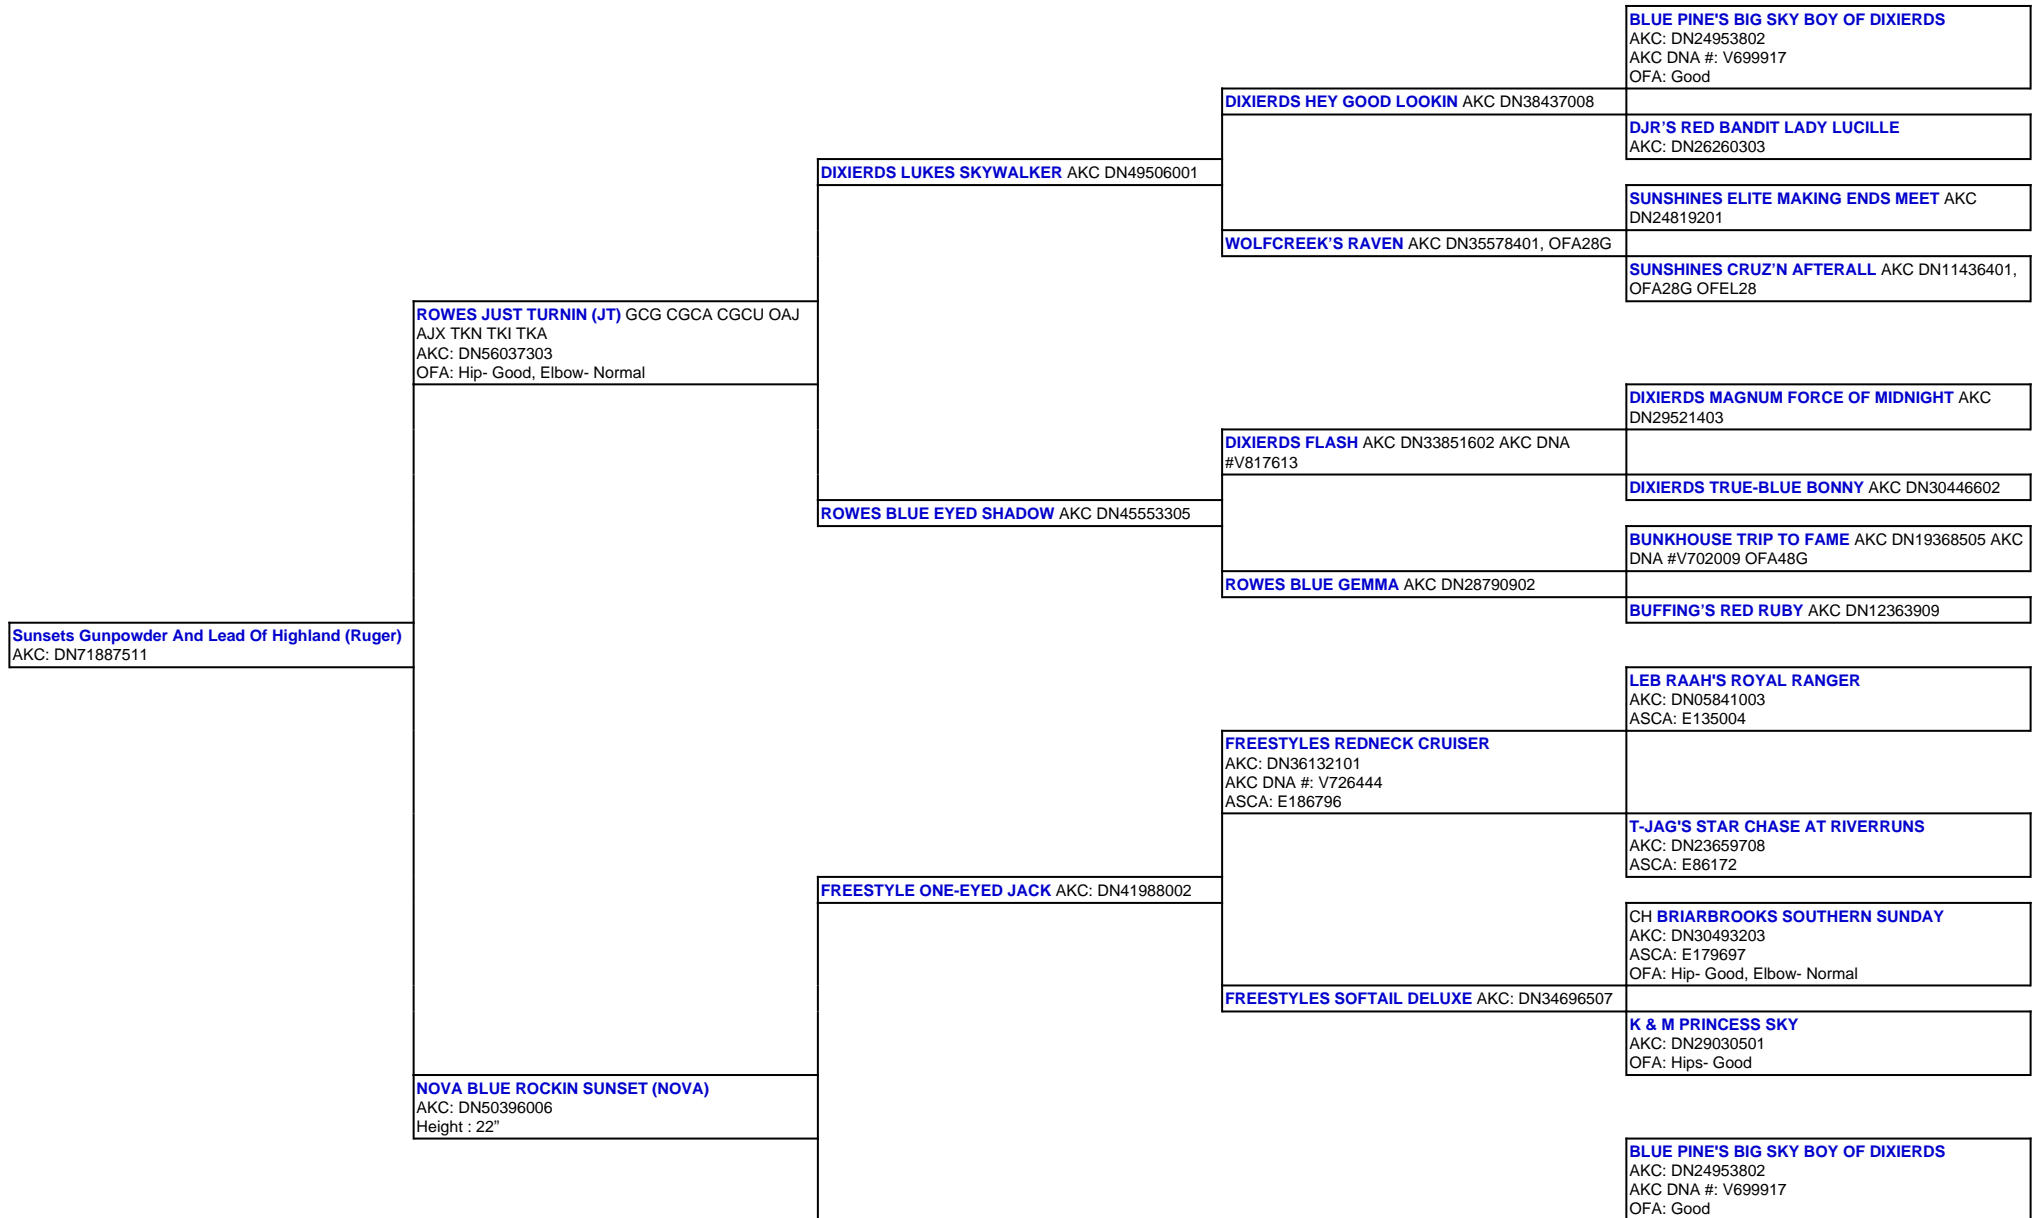 BLUE PINE'S BIG SKY BOY OF DIXIERDS
AKC: DN24953802
AKC DNA #: V699917
OFA: Good
DIXIERDS HEY GOOD LOOKIN AKC DN38437008
DJR’S RED BANDIT LADY LUCILLE
AKC: DN26260303
DIXIERDS LUKES SKYWALKER AKC DN49506001
SUNSHINES ELITE MAKING ENDS MEET AKC
DN24819201
WOLFCREEK’S RAVEN AKC DN35578401, OFA28G
SUNSHINES CRUZ’N AFTERALL AKC DN11436401,
OFA28G OFEL28
ROWES JUST TURNIN (JT) GCG CGCA CGCU OAJ
AJX TKN TKI TKA
AKC: DN56037303
OFA: Hip- Good, Elbow- Normal
DIXIERDS MAGNUM FORCE OF MIDNIGHT AKC
DN29521403
DIXIERDS FLASH AKC DN33851602 AKC DNA
#V817613
DIXIERDS TRUE-BLUE BONNY AKC DN30446602
ROWES BLUE EYED SHADOW AKC DN45553305
BUNKHOUSE TRIP TO FAME AKC DN19368505 AKC
DNA #V702009 OFA48G
ROWES BLUE GEMMA AKC DN28790902
BUFFING’S RED RUBY AKC DN12363909
Sunsets Gunpowder And Lead Of Highland (Ruger)
AKC: DN71887511
LEB RAAH'S ROYAL RANGER
AKC: DN05841003
ASCA: E135004
FREESTYLES REDNECK CRUISER
AKC: DN36132101
AKC DNA #: V726444
ASCA: E186796
T-JAG'S STAR CHASE AT RIVERRUNS
AKC: DN23659708
ASCA: E86172
FREESTYLE ONE-EYED JACK AKC: DN41988002
CH BRIARBROOKS SOUTHERN SUNDAY
AKC: DN30493203
ASCA: E179697
OFA: Hip- Good, Elbow- Normal
FREESTYLES SOFTAIL DELUXE AKC: DN34696507
K & M PRINCESS SKY
AKC: DN29030501
OFA: Hips- Good
NOVA BLUE ROCKIN SUNSET (NOVA)
AKC: DN50396006
Height : 22”
BLUE PINE'S BIG SKY BOY OF DIXIERDS
AKC: DN24953802
AKC DNA #: V699917
OFA: Good